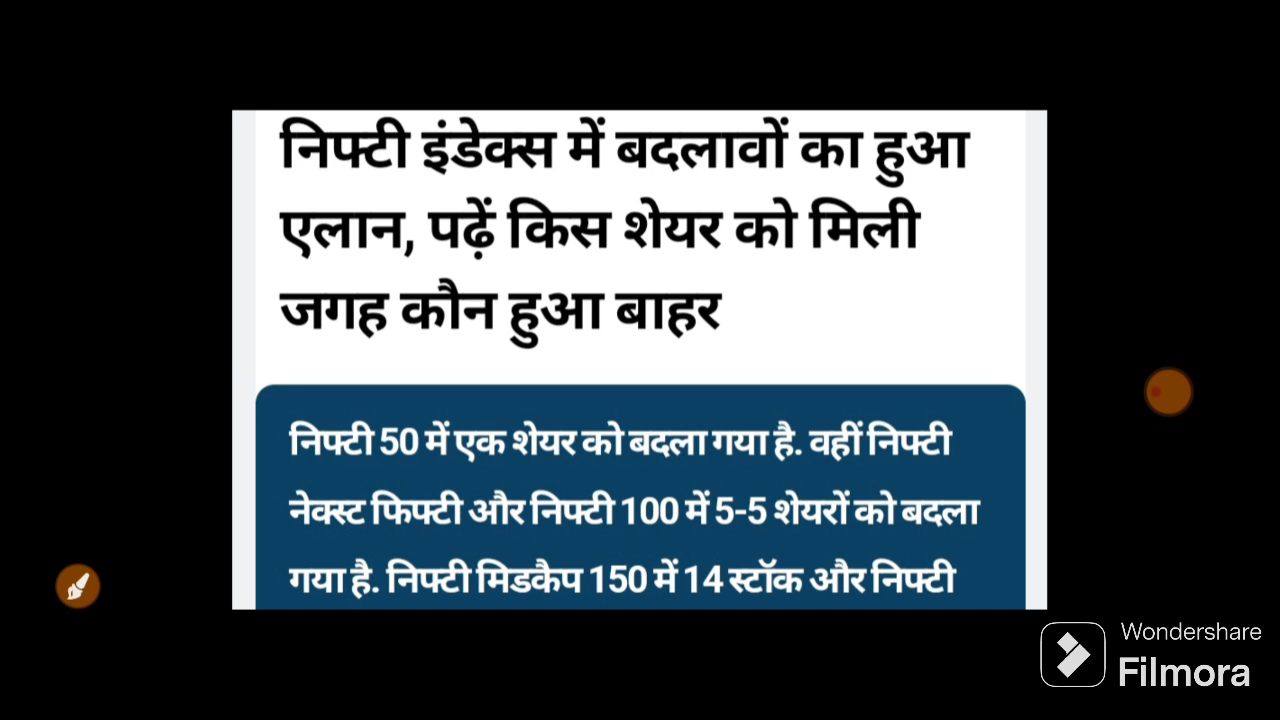 निफ्टी इंडेक्स में बदलावों का हुआ
एलान, पढ़ें किस शेयर को मिली
जगह कौन हुआ बाहर
निफ्टी 50 में एक शेयर को बदला गया है. वहीं निफ्टी
नेक्स्ट फिफ्टी और निफ्टी 100 में 5-5 शेयरों को बदला
गया है. निफ्टी मिडकैप 150 में 14 स्टॉक और निफ्टी
Wondershare
Filmora